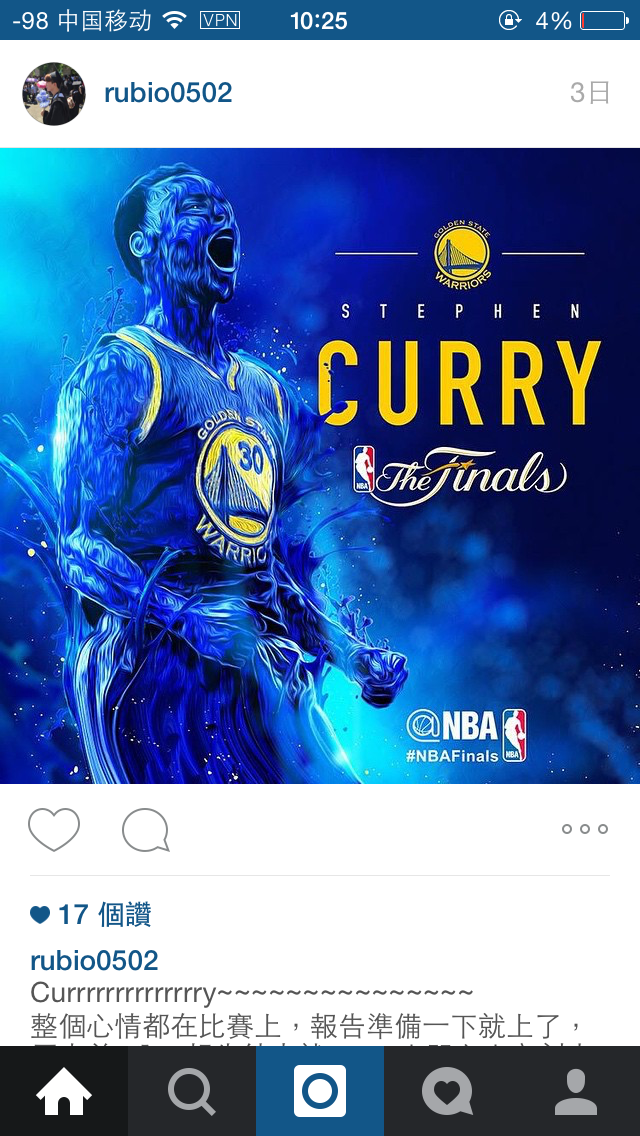 -98 中国移动 VPN 10:25 4%
rubio0502 3日
GOLDEN STATE
WARRIORS
STEPHEN
CURRY
NBA The Finals
GOLDEN STATE
30
WARRIO
@NBA NBA
#NBAFinals
17 個讚
rubio0502
Currrrrrrrrrrrrrry~~~~~~~~~~~~~~~
整個心情都在比賽上，報告準備一下就上了，